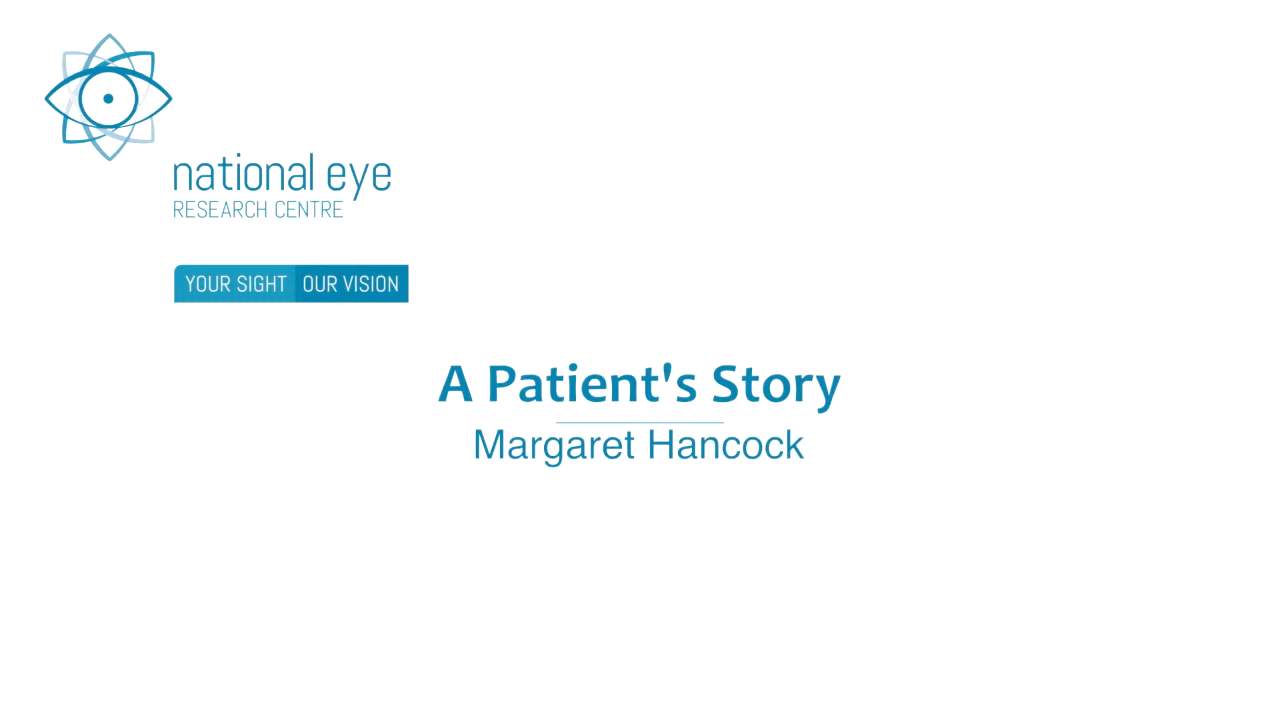 national eye
RESEARCH CENTRE
YOUR SIGHT OUR VISION
A Patient's Story
Margaret Hancock